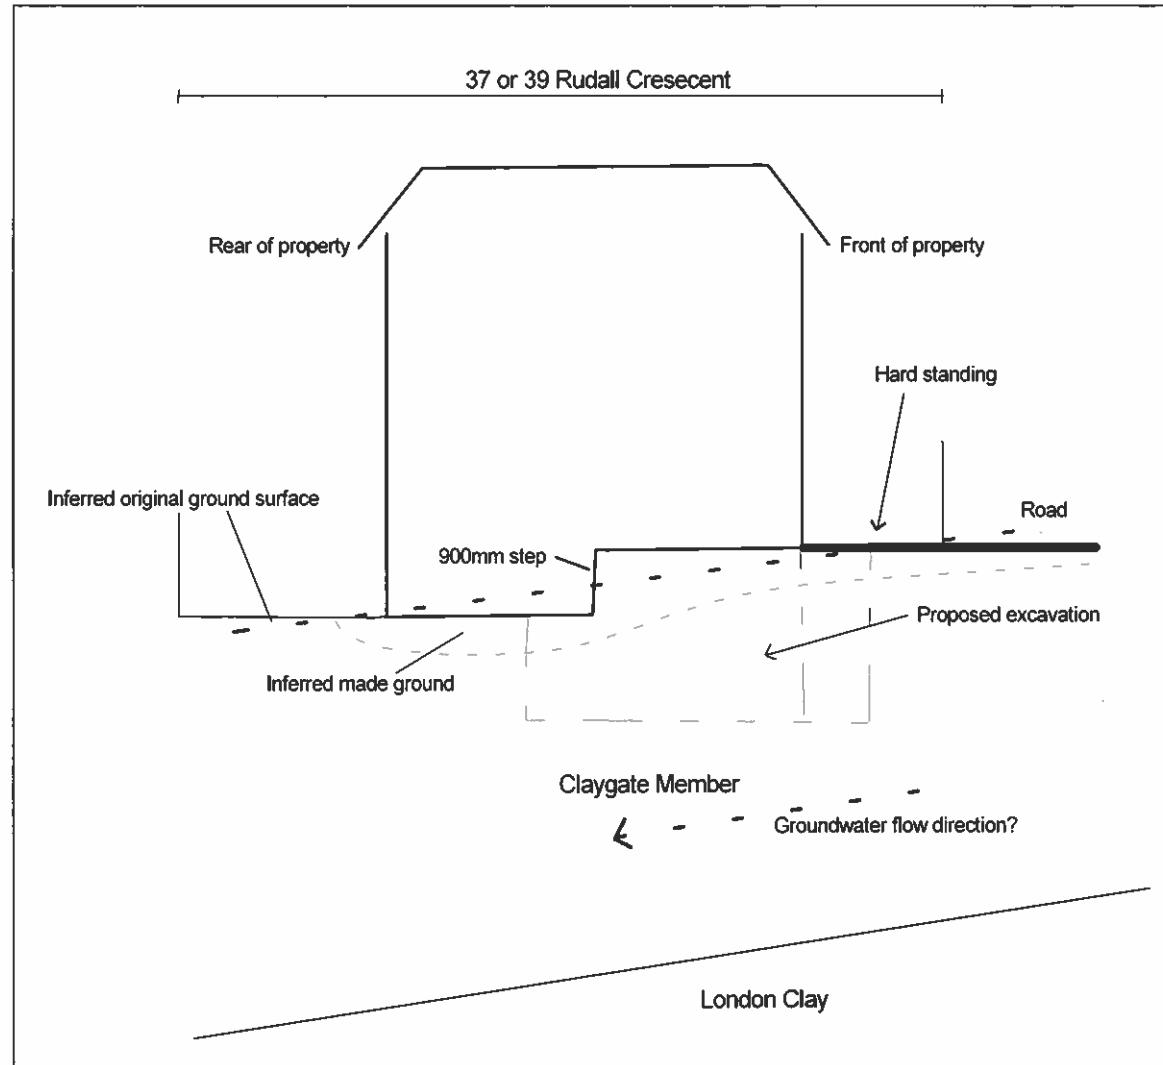 37 or 39 Rudall Cresecent
Rear of property
Front of property
Hard standing
Inferred original ground surface
Road
900mm step
Proposed excavation
Inferred made ground
Claygate Member
Groundwater flow direction?
London Clay